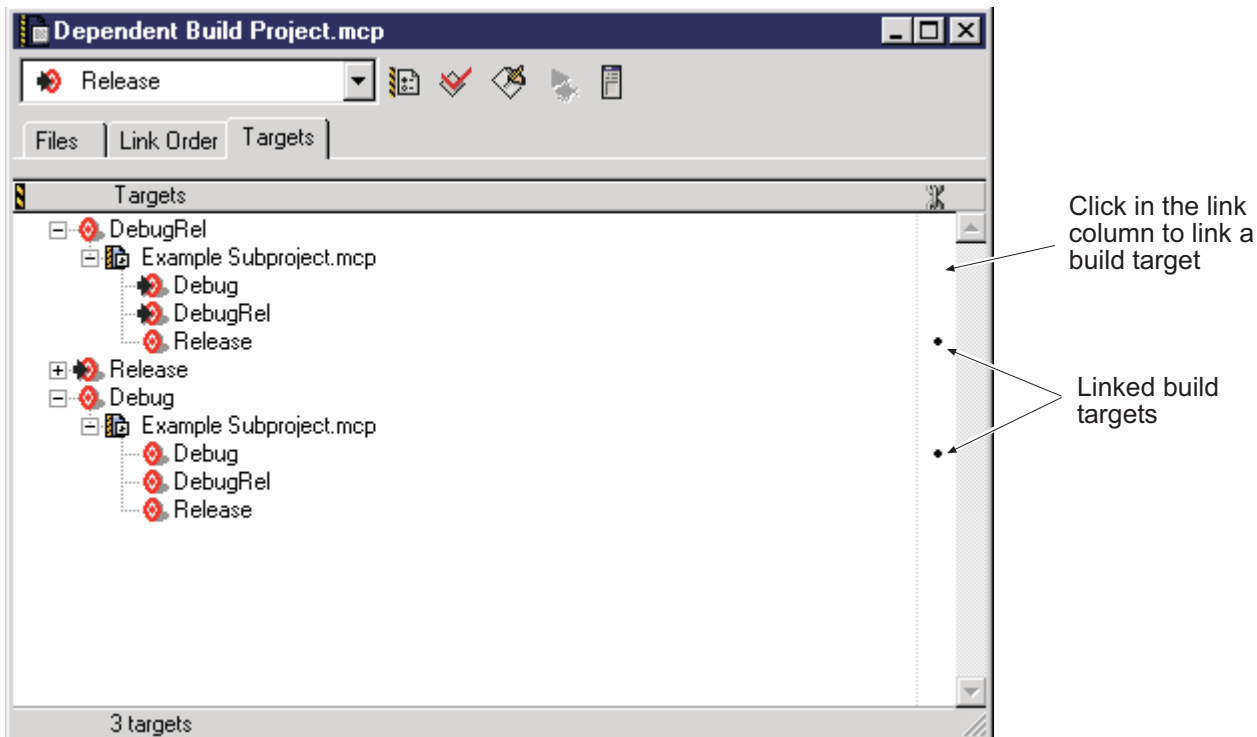 Dependent Build Project.mcp
Release
Files
Link Order
Targets
Targets
DebugRel
Example Subproject.mcp
Debug
DebugRel
Release
Release
Debug
Example Subproject.mcp
Debug
DebugRel
Release
3 targets
Click in the link
column to link a
build target
Linked build
targets